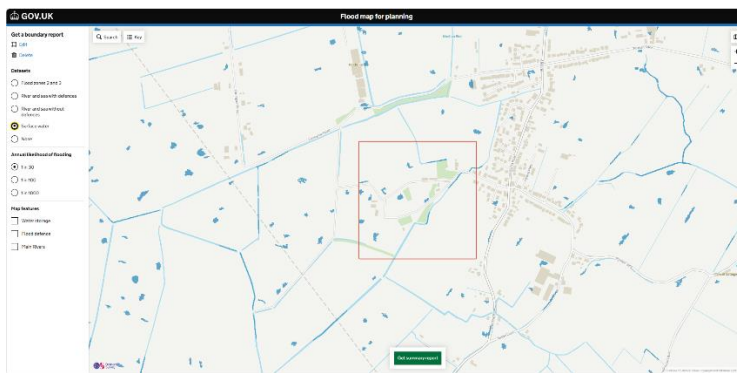 GOV.UK
Flood map for planning
Get a boundary report
Edit
Delete
Search
Key
Datasets
Flood zones 2 and 3
River and sea with defences
River and sea without
defences
Surface water
None
Annual likelihood of flooding
1 in 30
1 in 100
1 in 1000
Map features
Water storage
Flood defence
Main Rivers
Get summary report